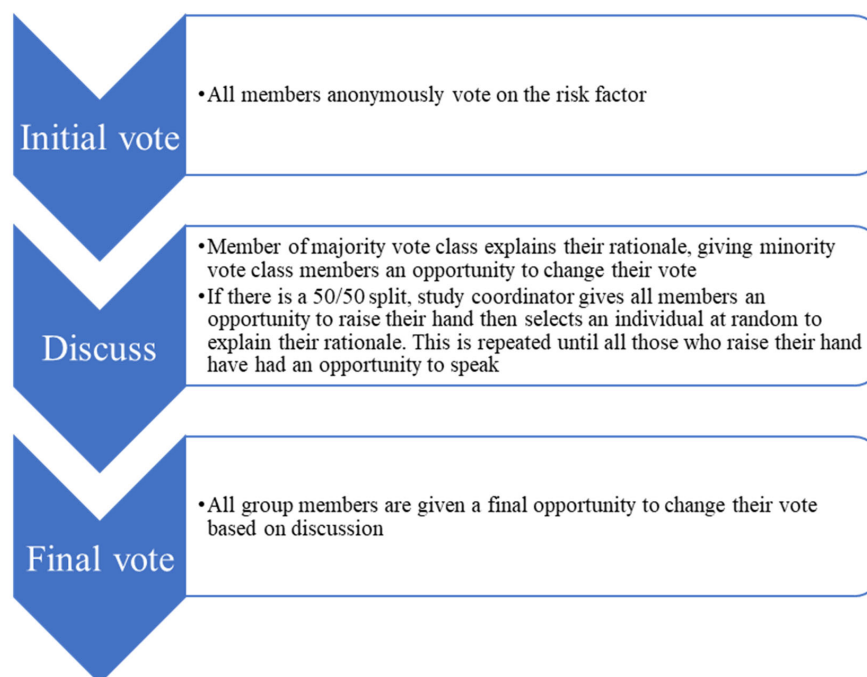 Initial vote
•All members anonymously vote on the risk factor
Discuss
•Member of majority vote class explains their rationale, giving minority
vote class members an opportunity to change their vote
•If there is a 50/50 split, study coordinator gives all members an
opportunity to raise their hand then selects an individual at random to
explain their rationale. This is repeated until all those who raise their hand
have had an opportunity to speak
Final vote
•All group members are given a final opportunity to change their vote
based on discussion